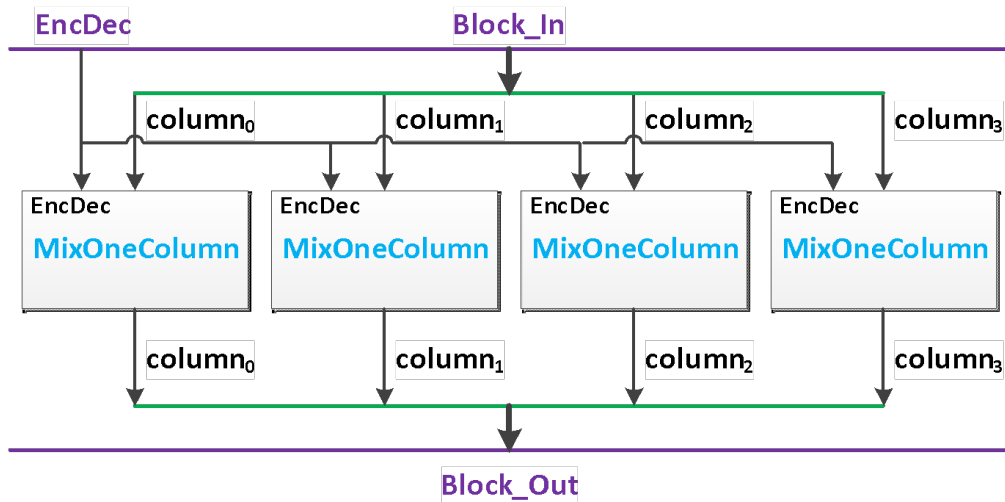 EncDec Block_In
column₀ column₁ column₂ column₃
EncDec EncDec EncDec EncDec
MixOneColumn MixOneColumn MixOneColumn MixOneColumn
column₀ column₁ column₂ column₃
Block_Out